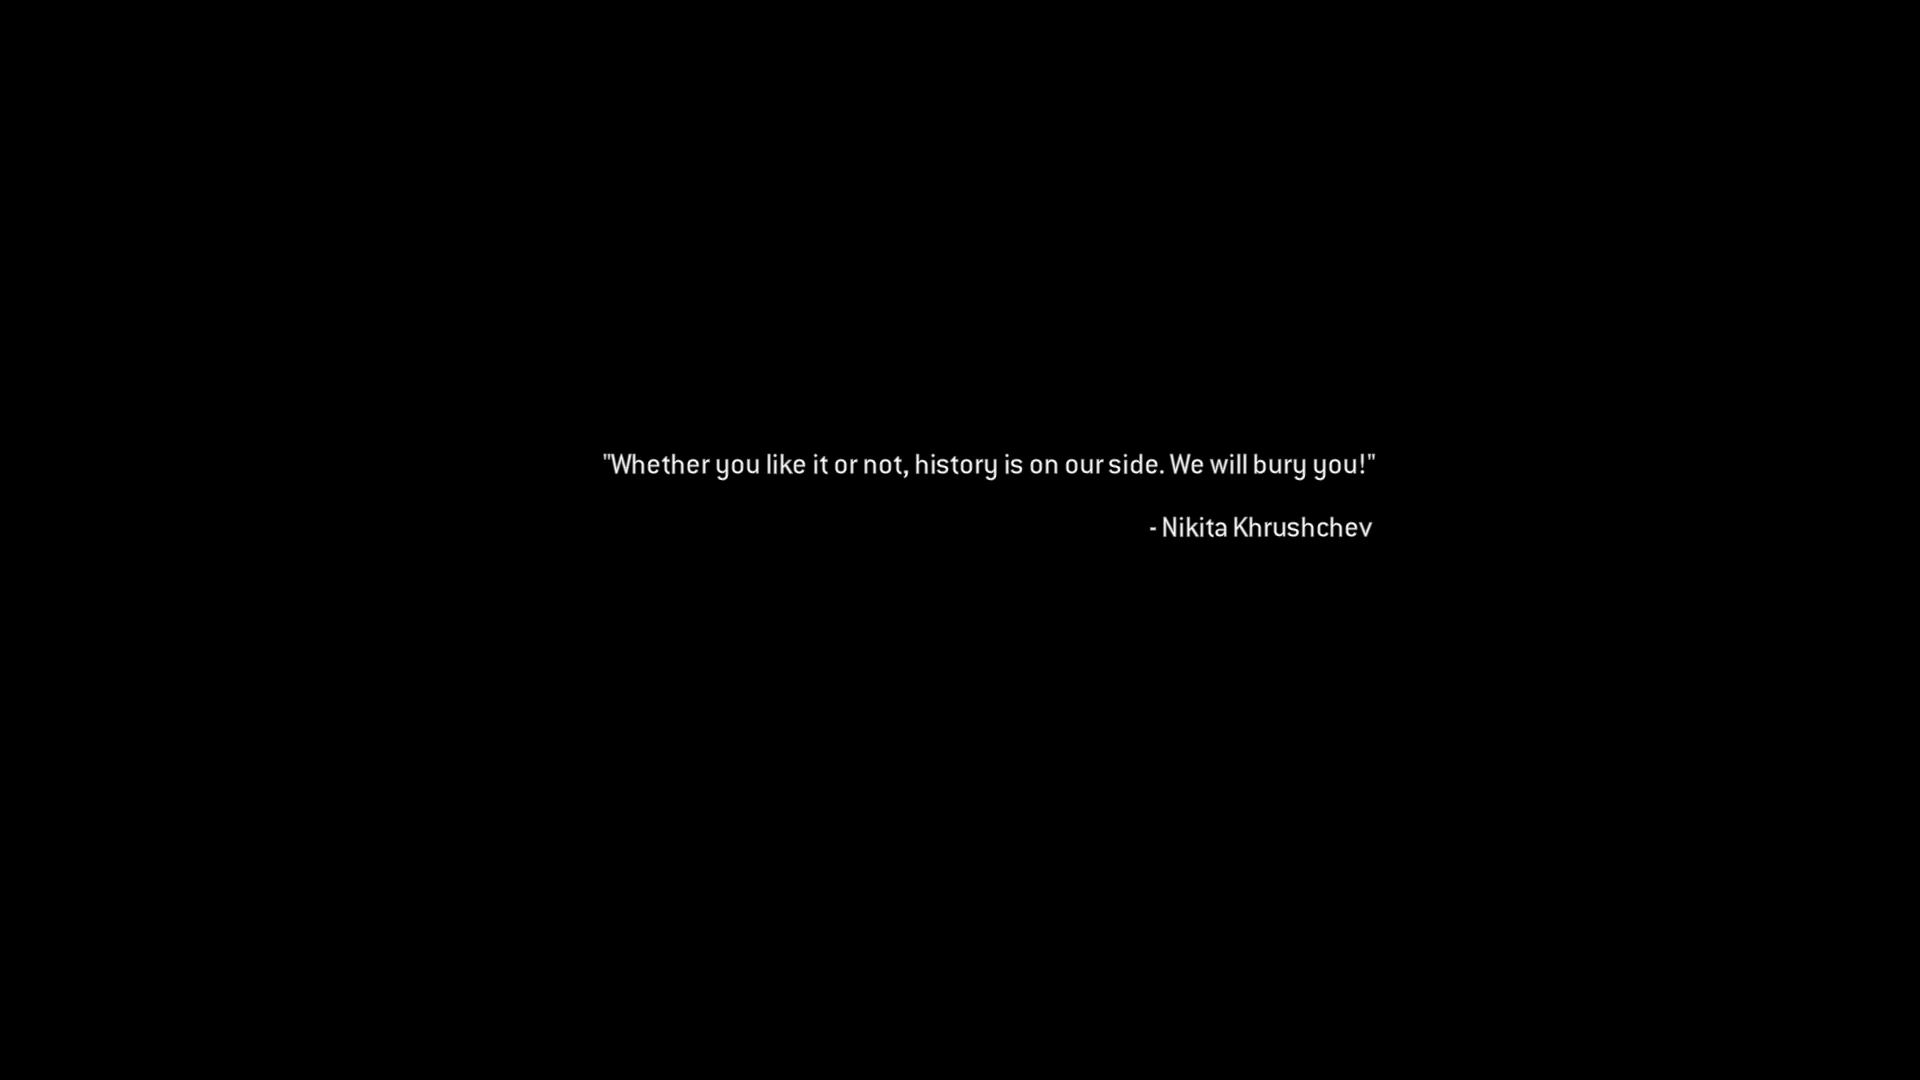 "Whether you like it or not, history is on our side. We will bury you!"
- Nikita Khrushchev